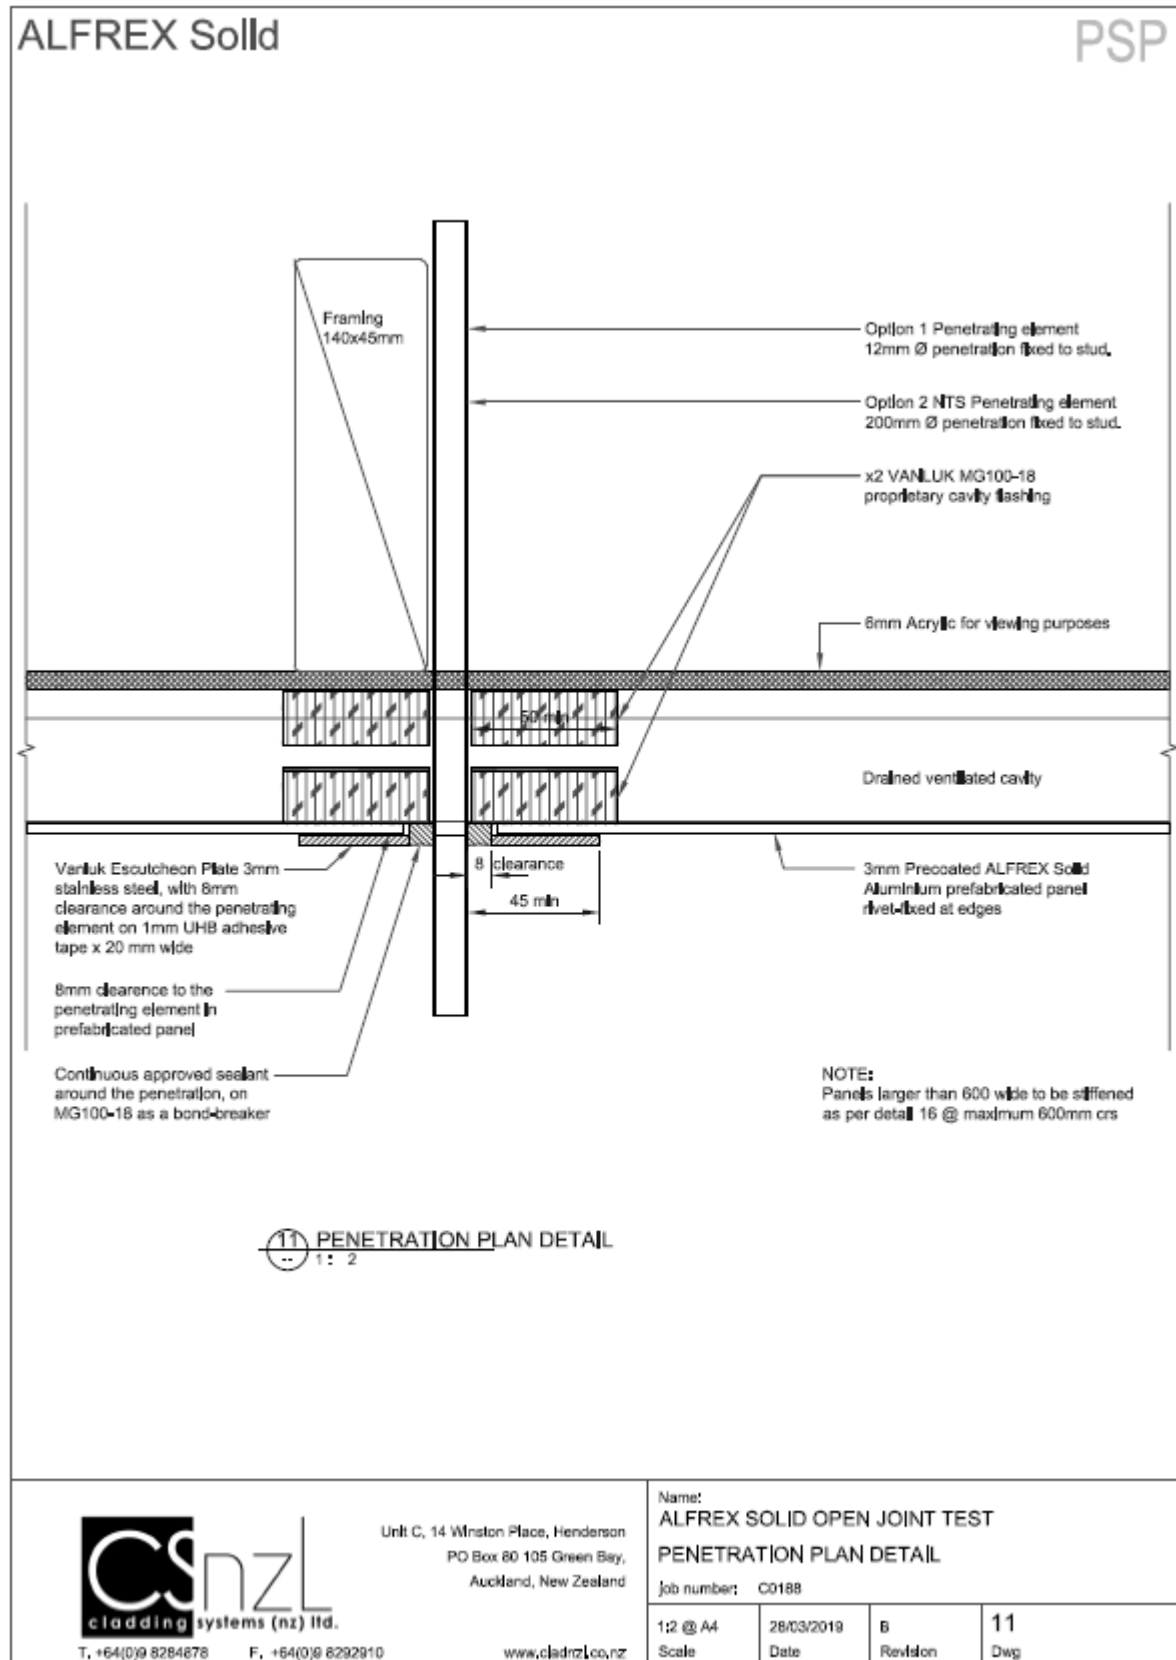 ALFREX Solid
PSP
Framing
140x45mm
Option 1 Penetrating element
12mm Ø penetration fixed to stud.
Option 2 NTS Penetrating element
200mm Ø penetration fixed to stud.
x2 VANLUK MG100-18
proprietary cavity flashing
6mm Acrylic for viewing purposes
50 min
Drained ventilated cavity
8 clearance
45 min
Vanluk Escutcheon Plate 3mm
stainless steel, with 8mm
clearance around the penetrating
element on 1mm UHB adhesive
tape x 20 mm wide
3mm Precoated ALFREX Solid
Aluminium prefabricated panel
rivet-fixed at edges
8mm clearence to the
penetrating element in
prefabricated panel
Continuous approved sealant
around the penetration, on
MG100-18 as a bond-breaker
NOTE:
Panels larger than 600 wide to be stiffened
as per detail 16 @ maximum 600mm crs
11 PENETRATION PLAN DETAIL
-- 1: 2
CSnzl
cladding systems (nz) ltd.
T. +64(0)9 8284878 F. +64(0)9 8292910
Unit C, 14 Winston Place, Henderson
PO Box 80 105 Green Bay,
Auckland, New Zealand
www.cladnzl.co.nz
Name:
ALFREX SOLID OPEN JOINT TEST
PENETRATION PLAN DETAIL
job number: C0188
1:2 @ A4 28/03/2019 B 11
Scale Date Revision Dwg